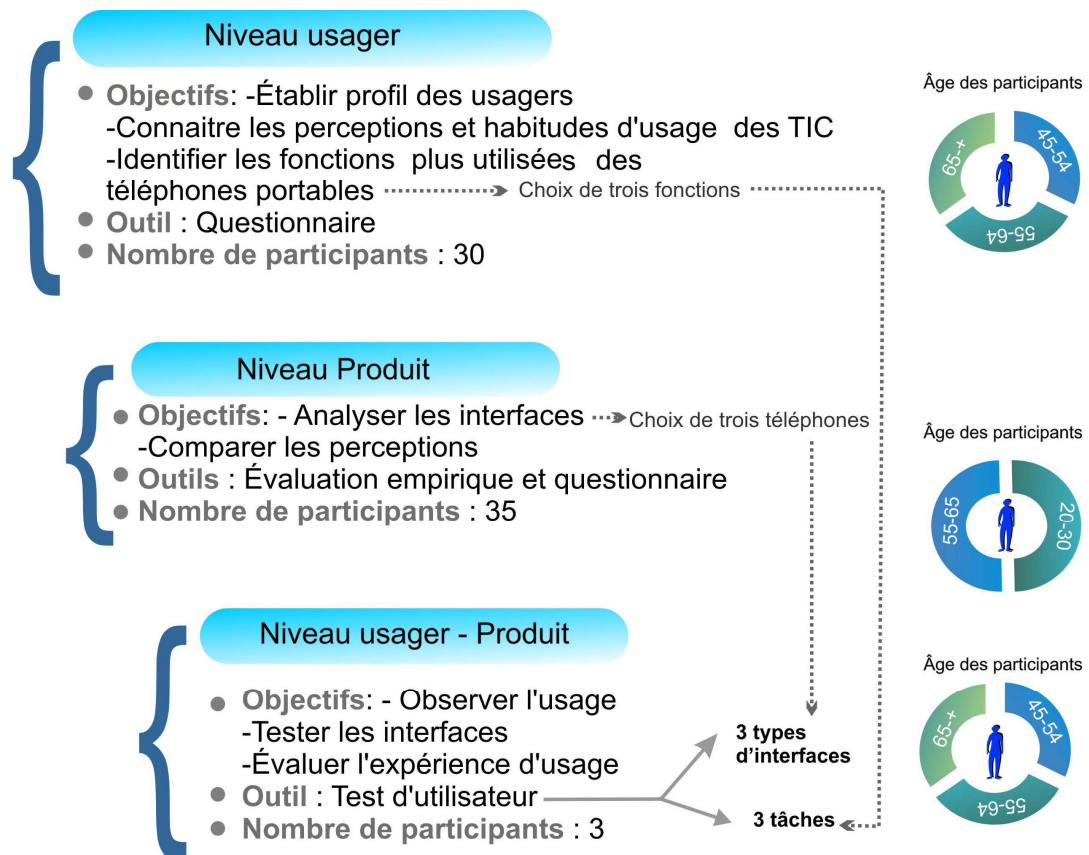 Niveau usager
Objectifs: -Établir profil des usagers
-Connaitre les perceptions et habitudes d'usage des TIC
-Identifier les fonctions plus utilisées des
téléphones portables
Choix de trois fonctions
Outil : Questionnaire
Nombre de participants : 30
Âge des participants
65-+
45-54
55-64
Niveau Produit
Objectifs: - Analyser les interfaces
Choix de trois téléphones
-Comparer les perceptions
Outils : Évaluation empirique et questionnaire
Nombre de participants : 35
Âge des participants
55-65
20-30
Niveau usager - Produit
Objectifs: - Observer l'usage
-Tester les interfaces
-Évaluer l'expérience d'usage
Outil : Test d'utilisateur
Nombre de participants : 3
3 types
d'interfaces
3 tâches
Âge des participants
65-+
45-54
55-64